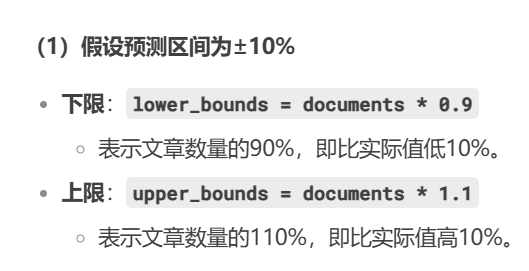 （1）假设预测区间为±10%
下限：lower_bounds = documents * 0.9
表示文章数量的90%，即比实际值低10%。
上限：upper_bounds = documents * 1.1
表示文章数量的110%，即比实际值高10%。